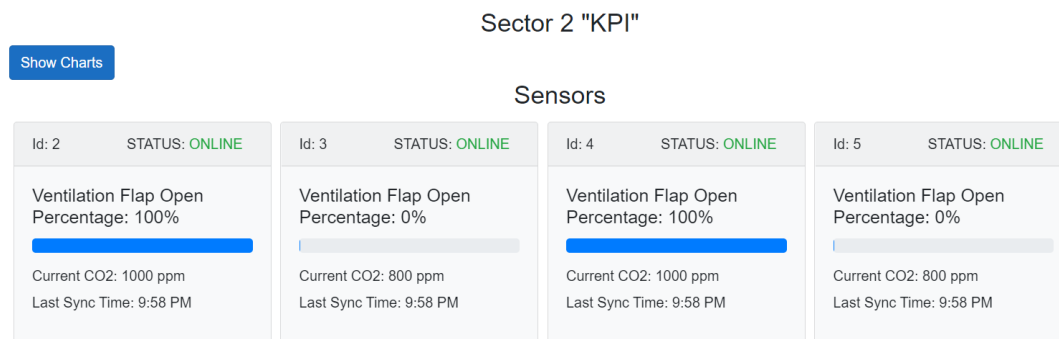 Sector 2 "KPI"
Show Charts
Sensors
Id: 2 STATUS: ONLINE
Ventilation Flap Open
Percentage: 100%
Current CO2: 1000 ppm
Last Sync Time: 9:58 PM
Id: 3 STATUS: ONLINE
Ventilation Flap Open
Percentage: 0%
Current CO2: 800 ppm
Last Sync Time: 9:58 PM
Id: 4 STATUS: ONLINE
Ventilation Flap Open
Percentage: 100%
Current CO2: 1000 ppm
Last Sync Time: 9:58 PM
Id: 5 STATUS: ONLINE
Ventilation Flap Open
Percentage: 0%
Current CO2: 800 ppm
Last Sync Time: 9:58 PM